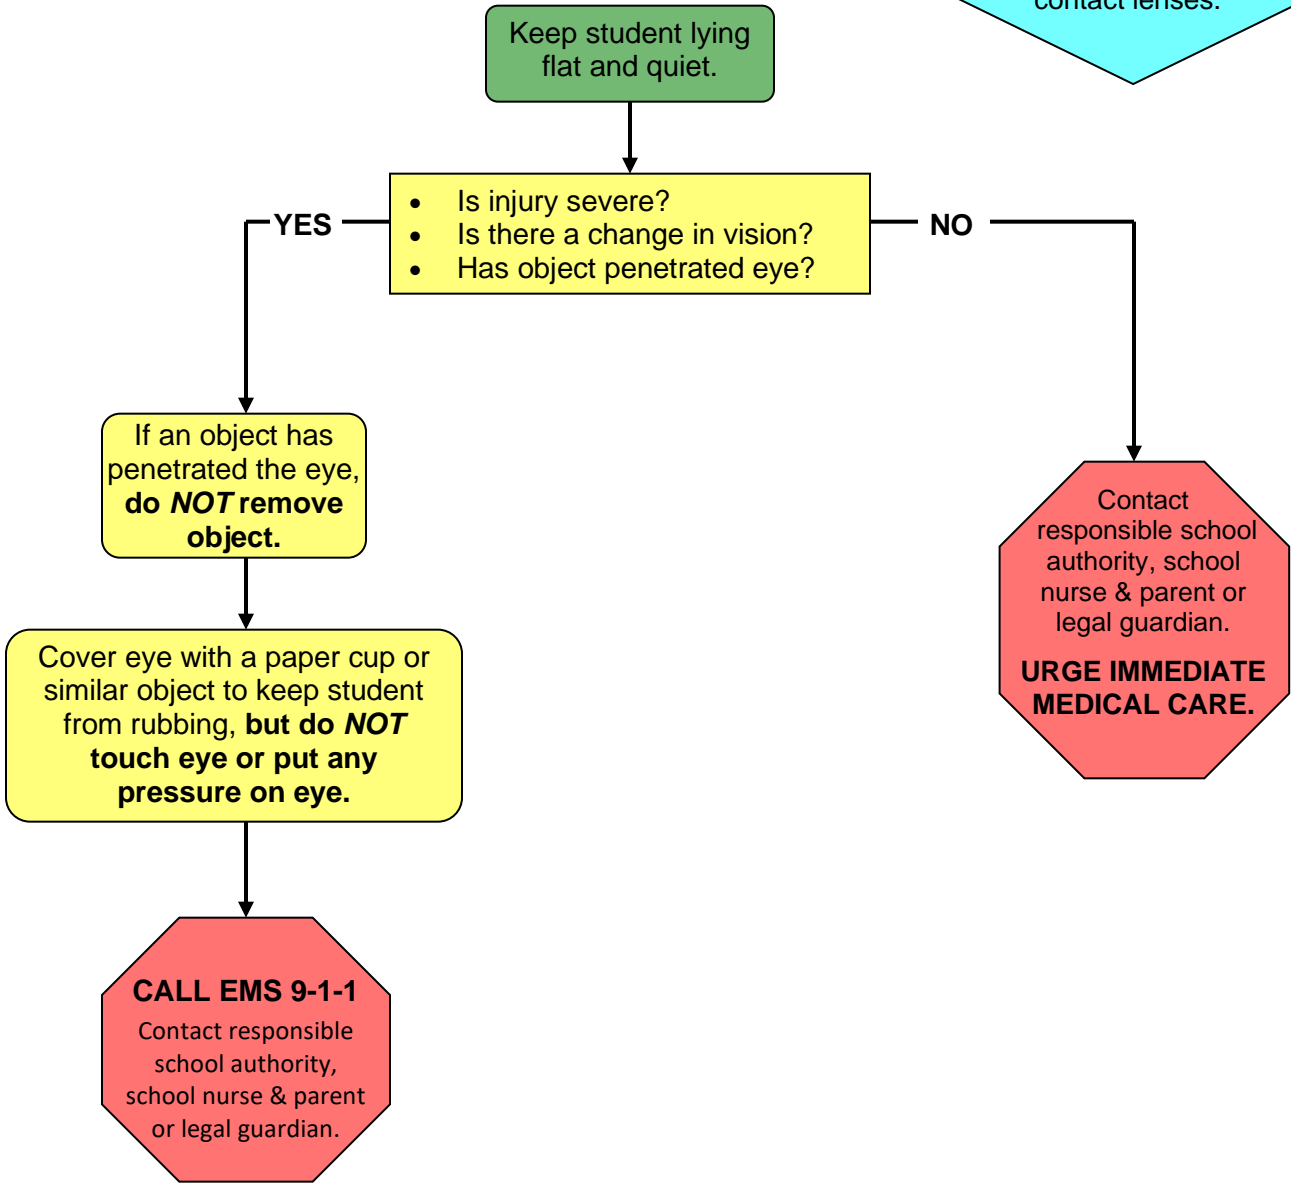 contact lenses.
Keep student lying
flat and quiet.
• Is injury severe?
• Is there a change in vision?
• Has object penetrated eye?
YES
NO
If an object has
penetrated the eye,
do NOT remove
object.
Cover eye with a paper cup or
similar object to keep student
from rubbing, but do NOT
touch eye or put any
pressure on eye.
CALL EMS 9-1-1
Contact responsible
school authority,
school nurse & parent
or legal guardian.
Contact
responsible school
authority, school
nurse & parent or
legal guardian.
URGE IMMEDIATE
MEDICAL CARE.